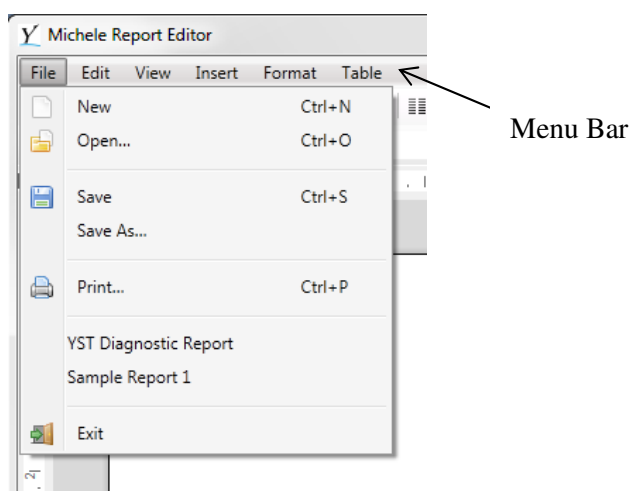 Michele Report Editor
File Edit View Insert Format Table
New Ctrl+N
Open... Ctrl+O
Menu Bar
Save Ctrl+S
Save As...
Print... Ctrl+P
YST Diagnostic Report
Sample Report 1
Exit
2